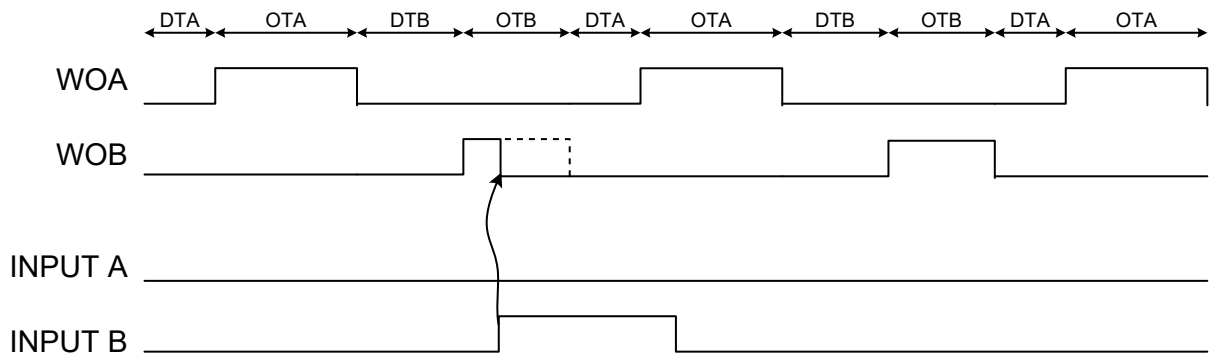 DTA OTA DTB OTB DTA OTA DTB OTB DTA OTA
WOA
WOB
INPUT A
INPUT B